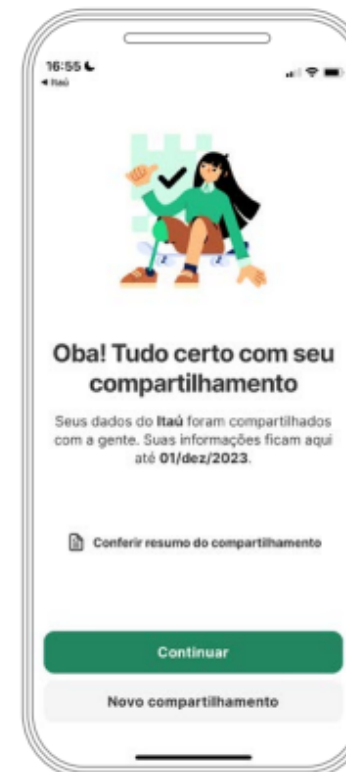 16:55
◀ Itaú
Oba! Tudo certo com seu
compartilhamento
Seus dados do Itaú foram compartilhados
com a gente. Suas informações ficam aqui
até 01/dez/2023.
Conferir resumo do compartilhamento
Continuar
Novo compartilhamento